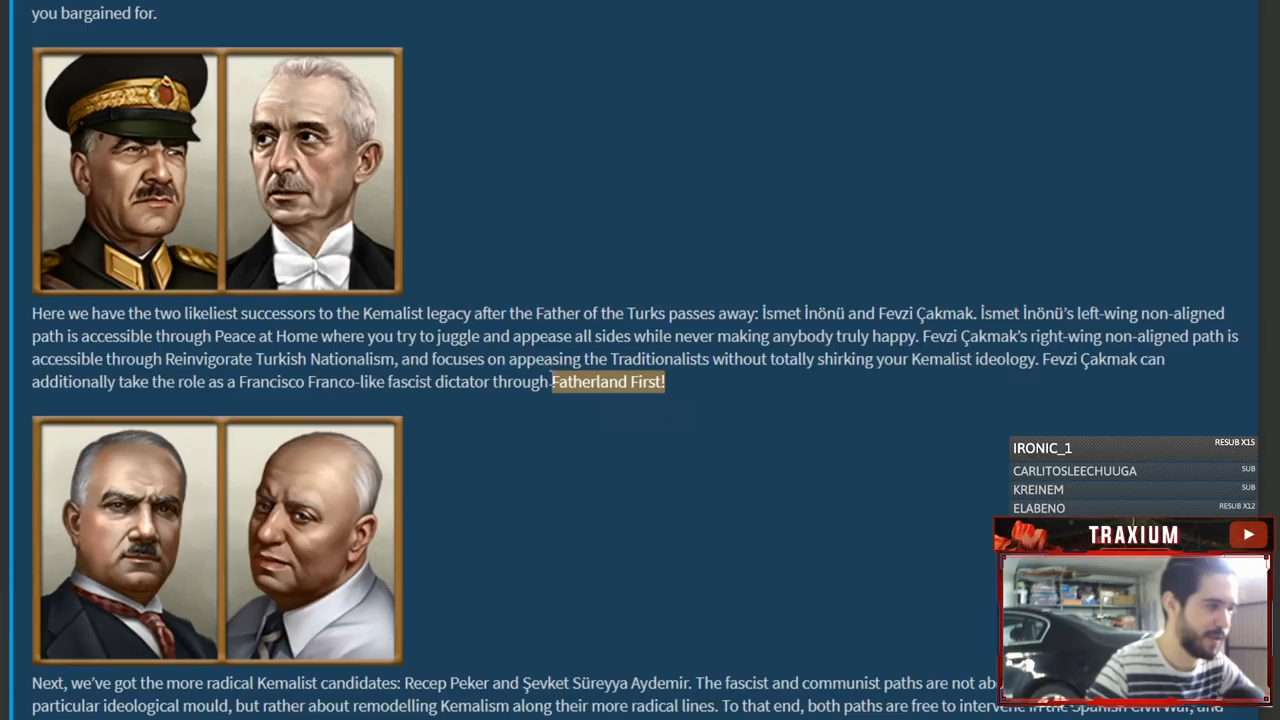 you bargained for.
Here we have the two likeliest successors to the Kemalist legacy after the Father of the Turks passes away: İsmet İnönü and Fevzi Çakmak. İsmet İnönü's left-wing non-aligned
path is accessible through Peace at Home where you try to juggle and appease all sides while never making anybody truly happy. Fevzi Çakmak's right-wing non-aligned path is
accessible through Reinvigorate Turkish Nationalism, and focuses on appeasing the Traditionalists without totally shirking your Kemalist ideology. Fevzi Çakmak can
additionally take the role as a Francisco Franco-like fascist dictator through Fatherland First!
IRONIC_1 RESUB X15
CARLITOSLEECHUUGA SUB
KREINEM SUB
ELABENO RESUB X12
TRAXIUM
Next, we've got the more radical Kemalist candidates: Recep Peker and Şevket Süreyya Aydemir. The fascist and communist paths are not
particular ideological mould, but rather about remodelling Kemalism along their more radical lines. To that end, both paths are free to intervene in the Spanish Civil War, and